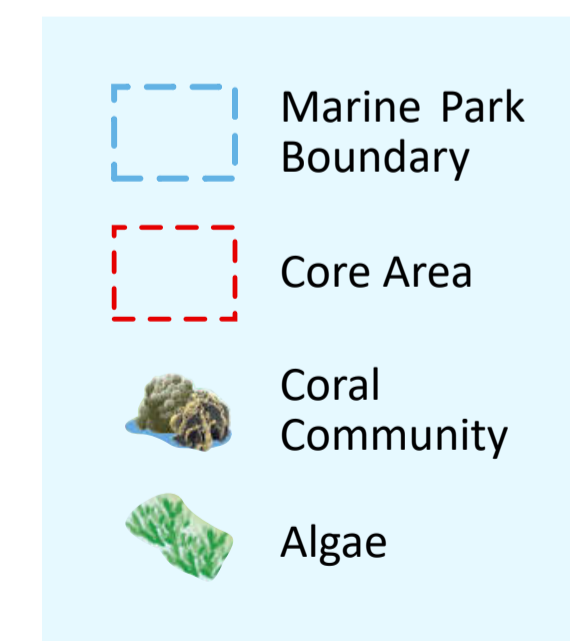 Marine Park
Boundary
Core Area
Coral
Community
Algae